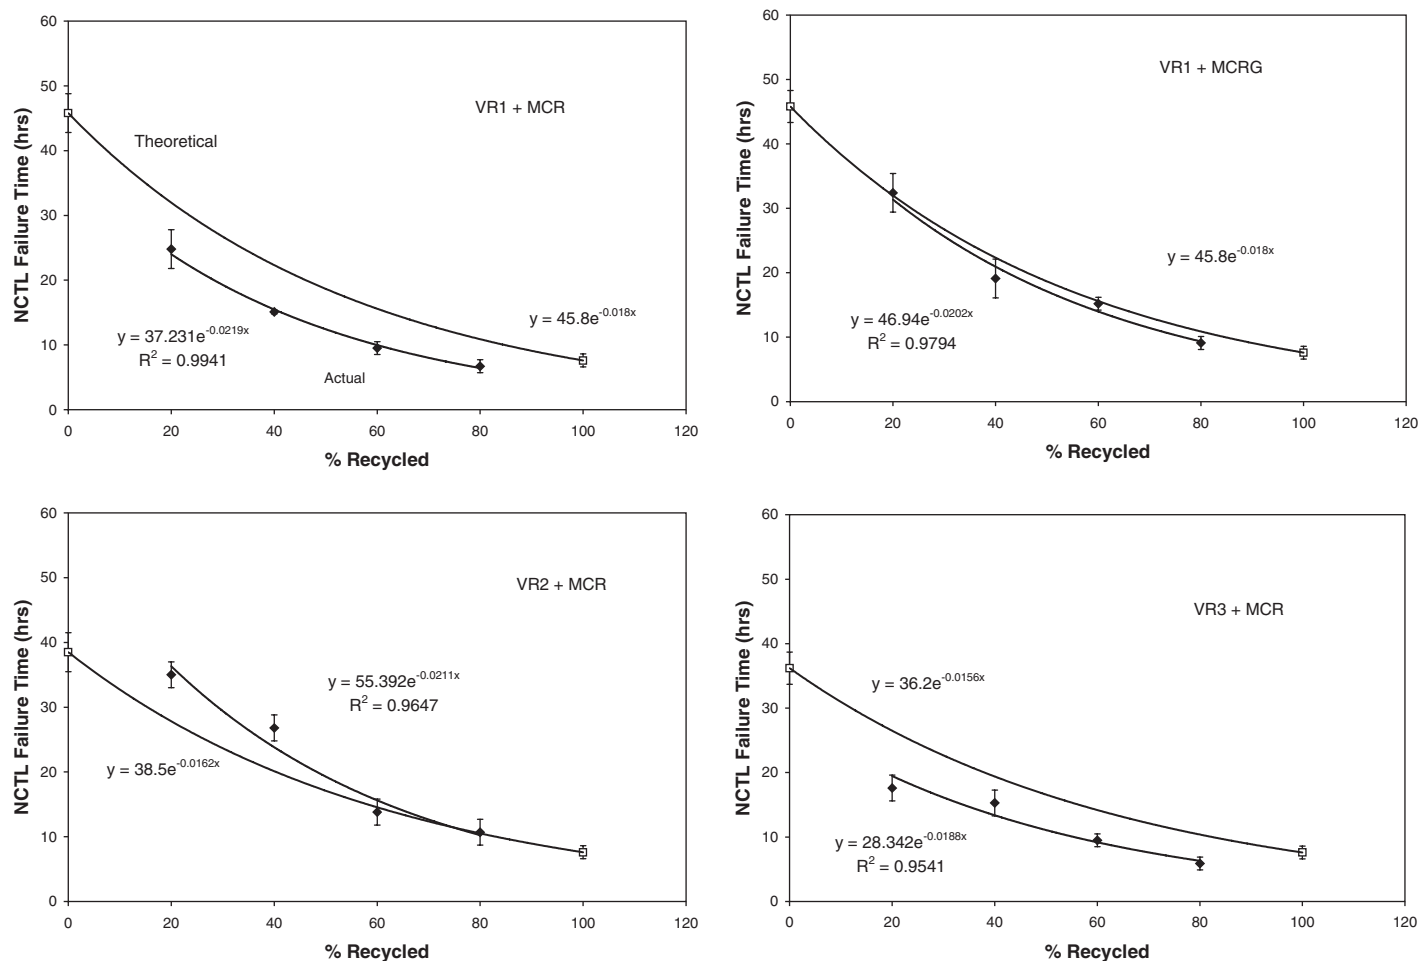 60
50
40
30
20
10
0
NCTL Failure Time (hrs)
VR1 + MCR
Theoretical
y = 45.8e^-0.018x
y = 37.231e^-0.0219x
R² = 0.9941
Actual
0 20 40 60 80 100 120
% Recycled
60
50
40
30
20
10
0
NCTL Failure Time (hrs)
VR1 + MCRG
y = 45.8e^-0.018x
y = 46.94e^-0.0202x
R² = 0.9794
0 20 40 60 80 100 120
% Recycled
60
50
40
30
20
10
0
NCTL Failure Time (hrs)
VR2 + MCR
y = 55.392e^-0.0211x
R² = 0.9647
y = 38.5e^-0.0162x
0 20 40 60 80 100 120
% Recycled
60
50
40
30
20
10
0
NCTL Failure Time (hrs)
VR3 + MCR
y = 36.2e^-0.0156x
y = 28.342e^-0.0188x
R² = 0.9541
0 20 40 60 80 100 120
% Recycled